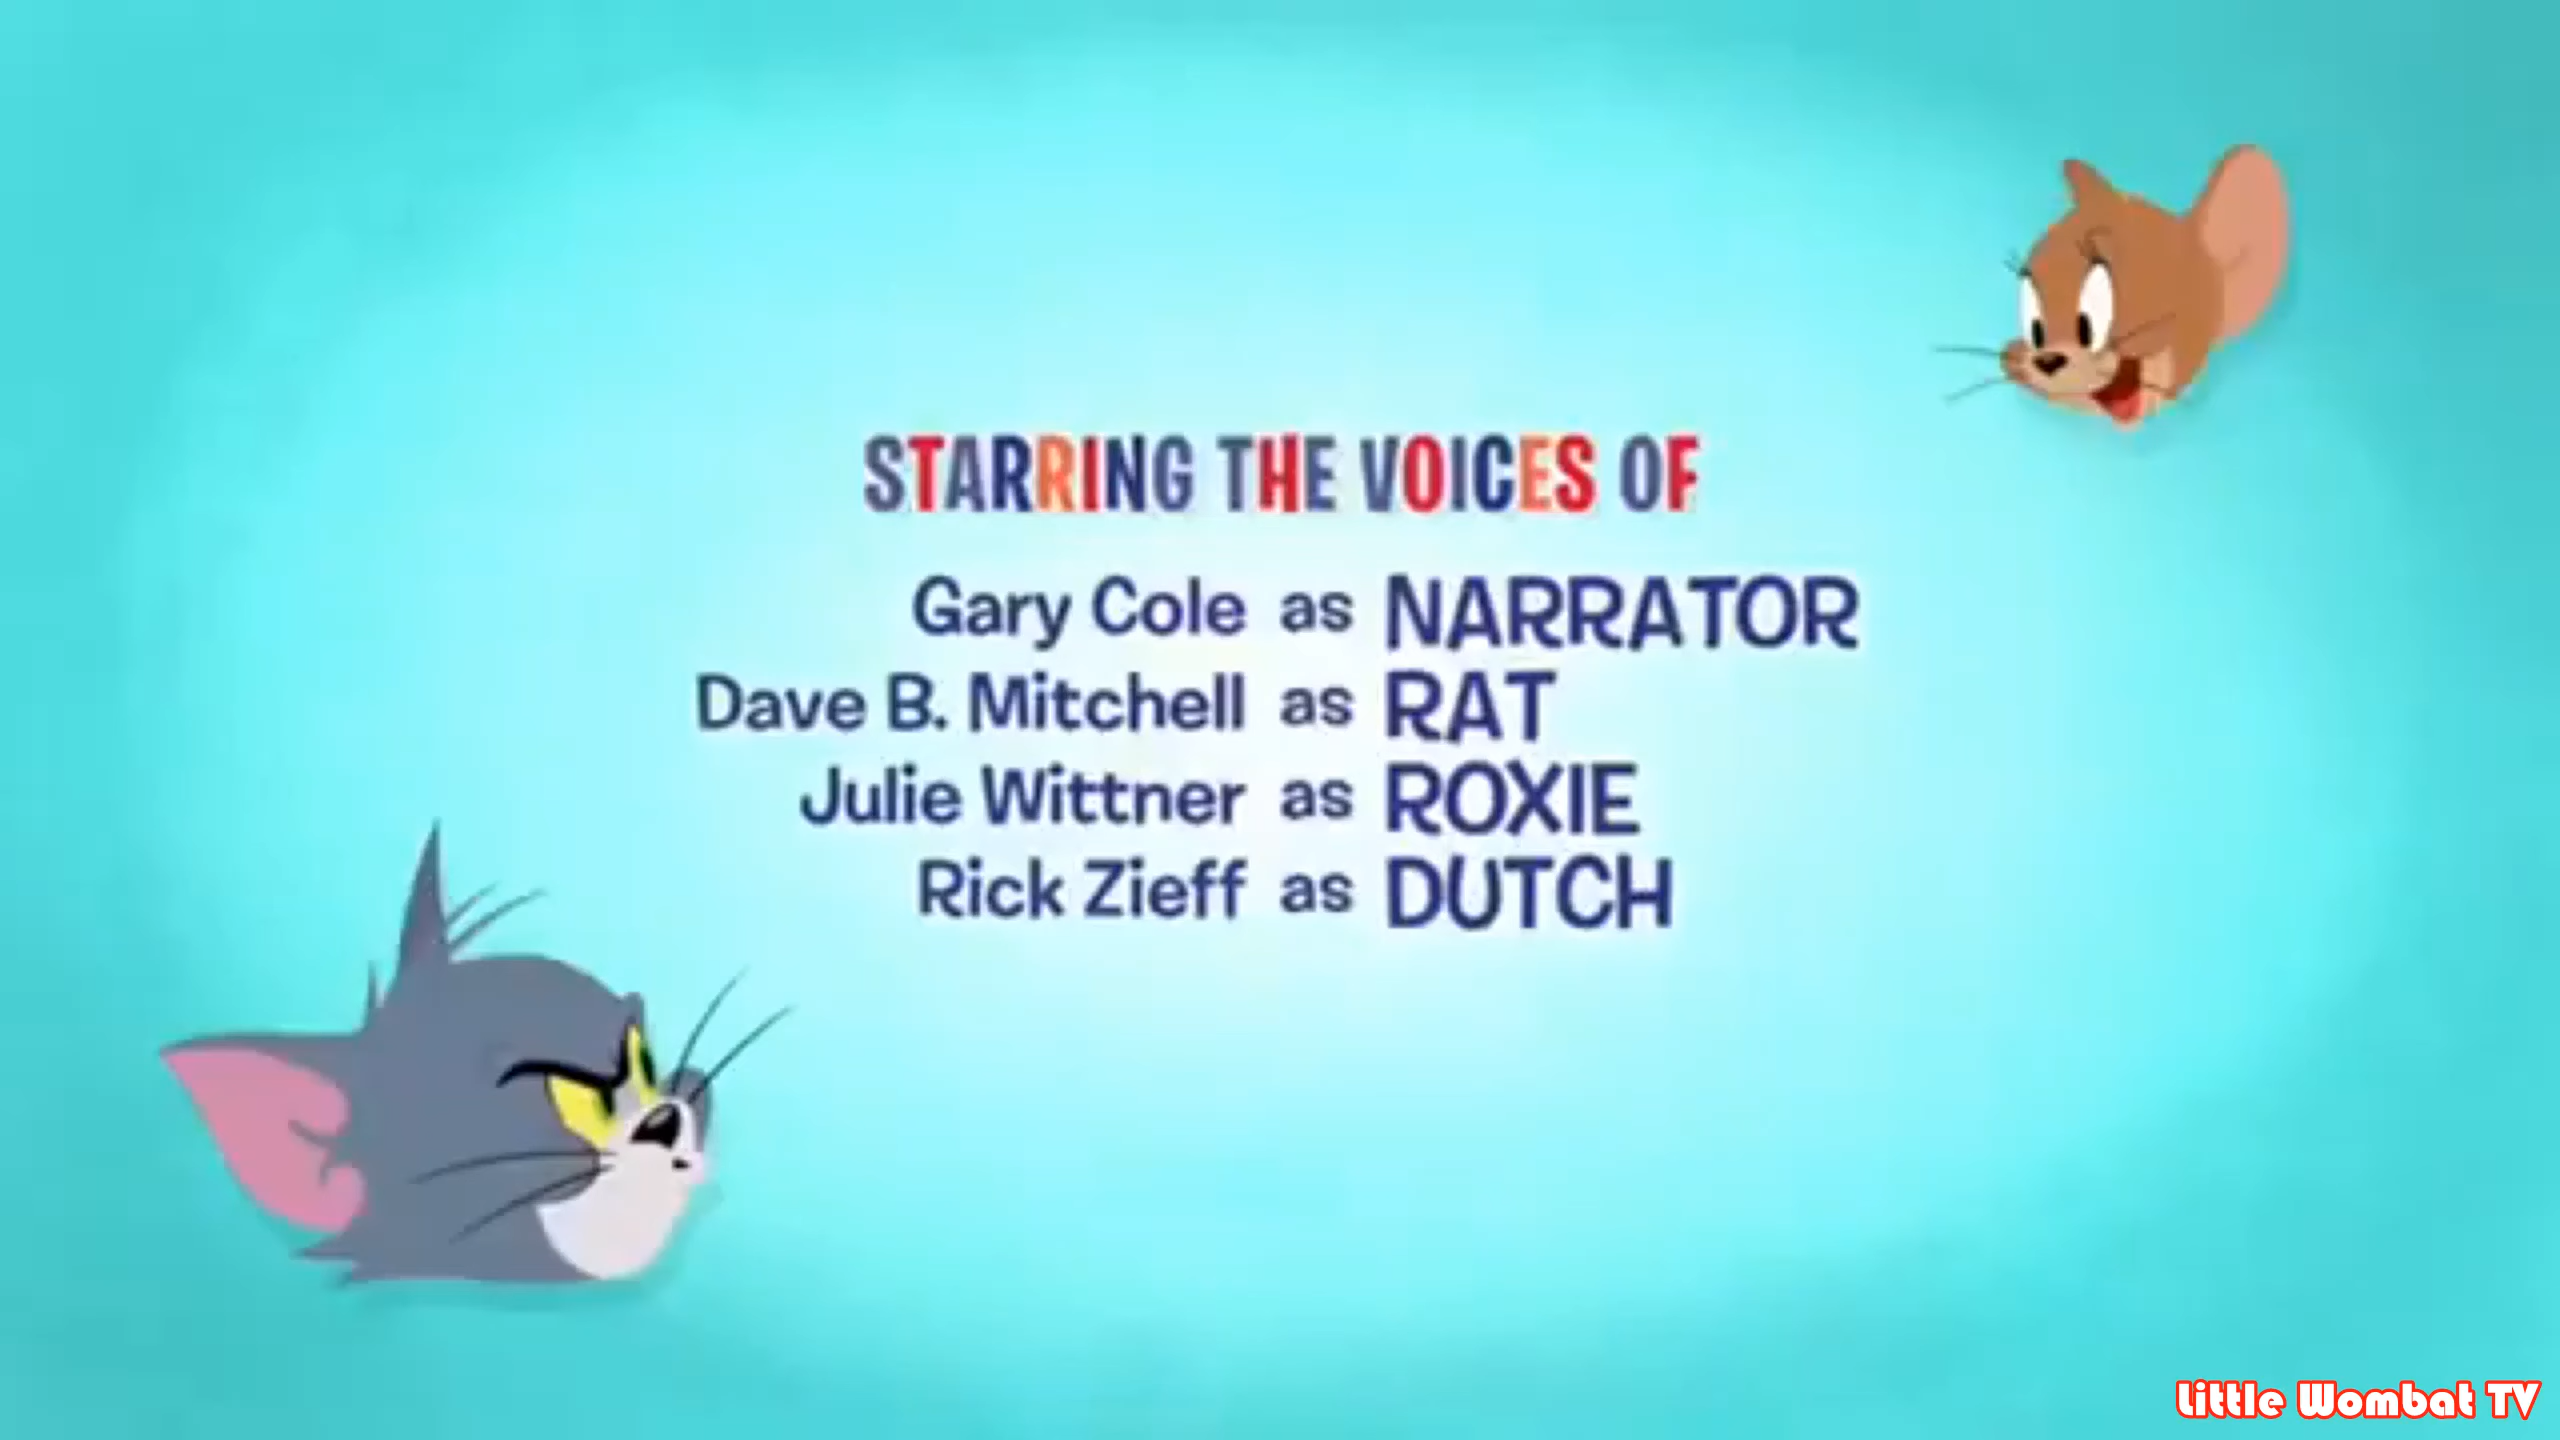 STARRING THE VOICES OF
Gary Cole as NARRATOR
Dave B. Mitchell as RAT
Julie Wittner as ROXIE
Rick Zieff as DUTCH
Little Wombat TV